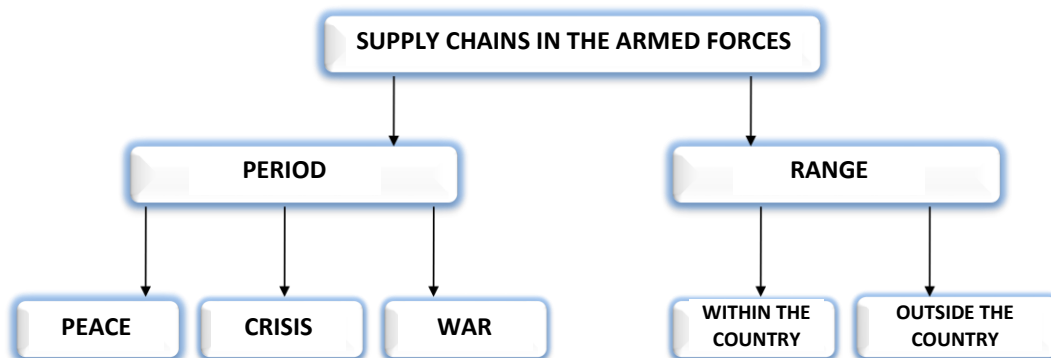 SUPPLY CHAINS IN THE ARMED FORCES
PERIOD
RANGE
PEACE
CRISIS
WAR
WITHIN THE
COUNTRY
OUTSIDE THE
COUNTRY